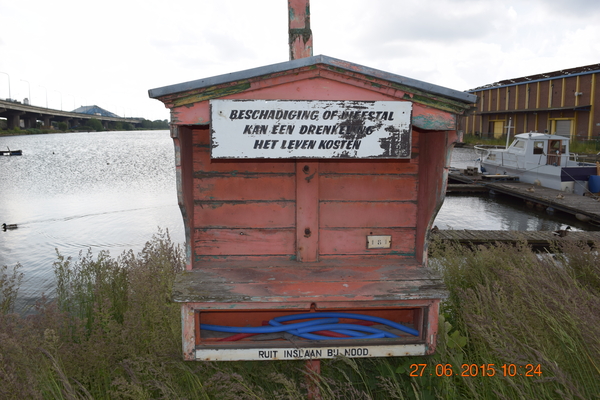 BESCHADIGING OF DIEFSTAL
KAN EEN DRENKELING
HET LEVEN KOSTEN
RUIT INSLAAN BIJ NOOD.
27 06 2015 10 24